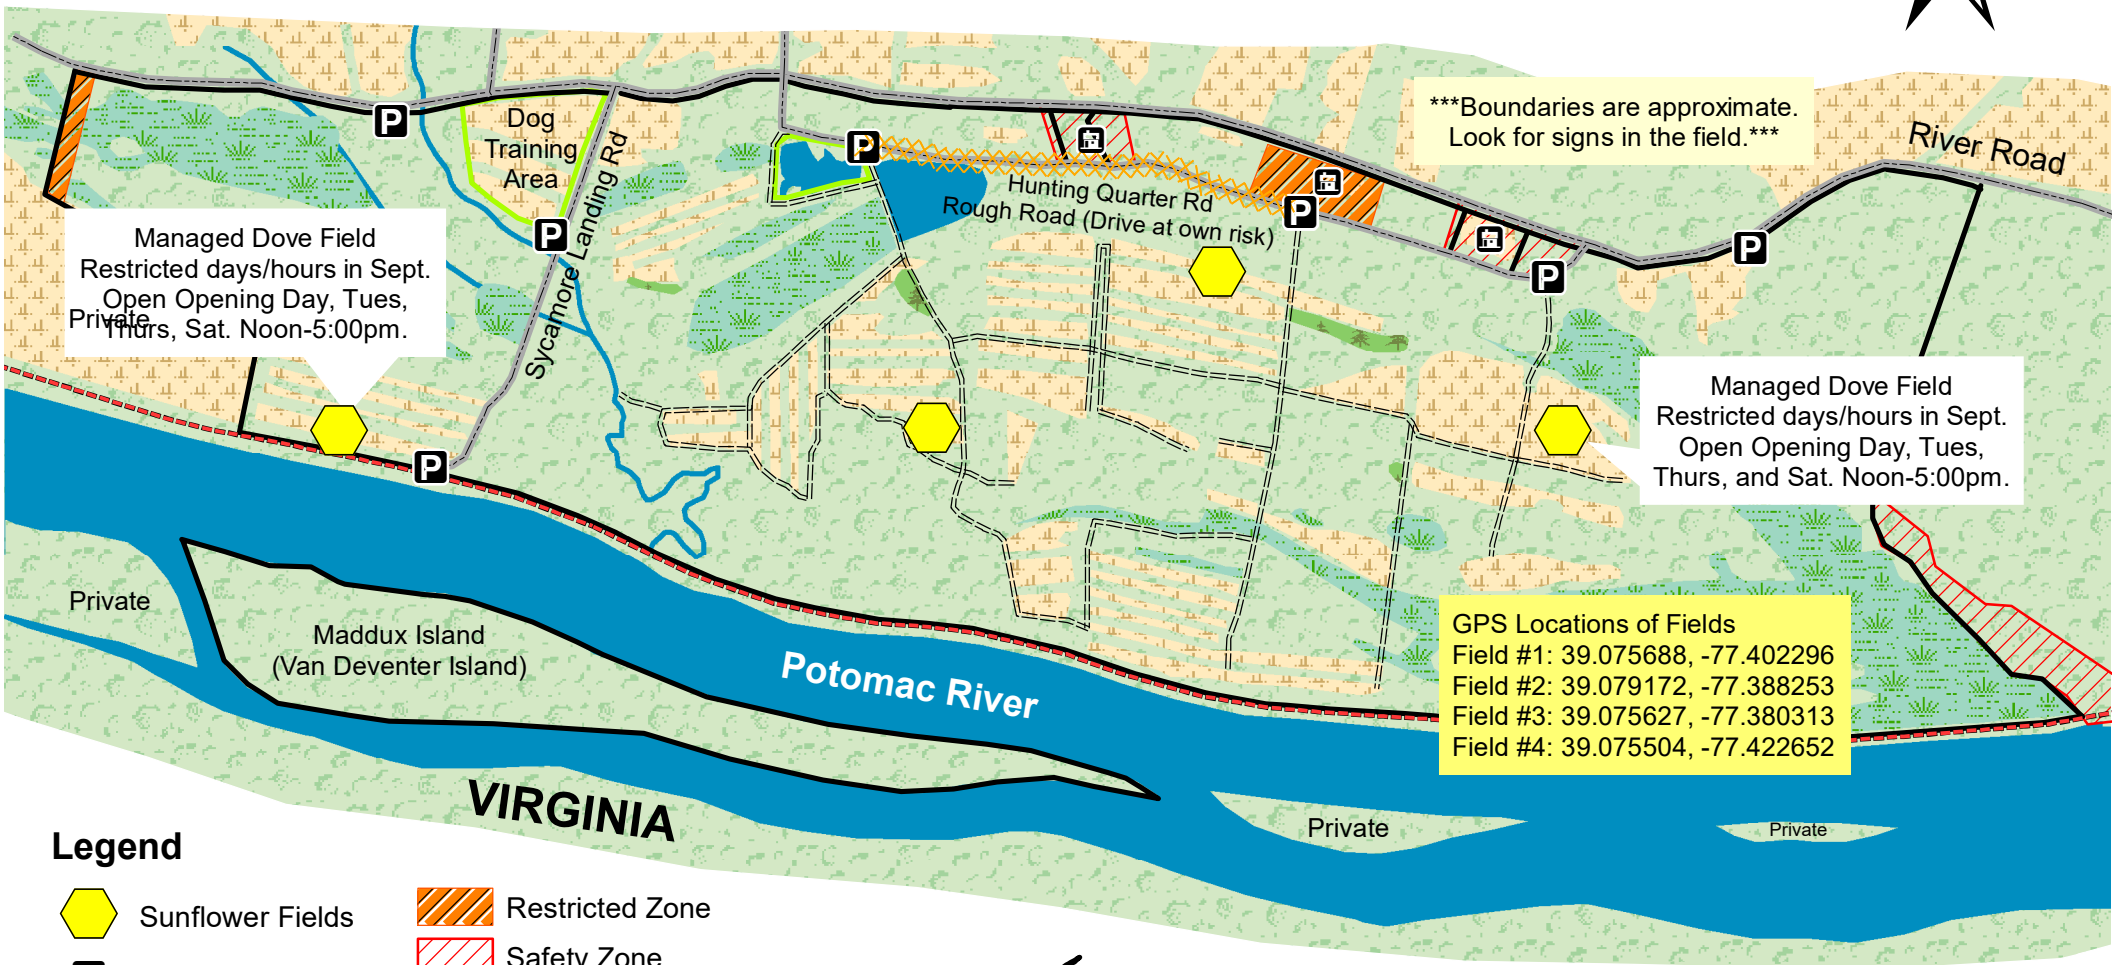 ***Boundaries are approximate.
Look for signs in the field.***
River Road
Dog
Training
Area
Sycamore Landing Rd
Hunting Quarter Rd
Rough Road (Drive at own risk)
P
P
P
P
P
P
P
Managed Dove Field
Restricted days/hours in Sept.
Open Opening Day, Tues,
Thurs, Sat. Noon-5:00pm.
Private
Managed Dove Field
Restricted days/hours in Sept.
Open Opening Day, Tues,
Thurs, and Sat. Noon-5:00pm.
Private
Maddux Island
(Van Deventer Island)
Potomac River
GPS Locations of Fields
Field #1: 39.075688, -77.402296
Field #2: 39.079172, -77.388253
Field #3: 39.075627, -77.380313
Field #4: 39.075504, -77.422652
VIRGINIA
Private
Private
Legend
Sunflower Fields
Restricted Zone
Safety Zone